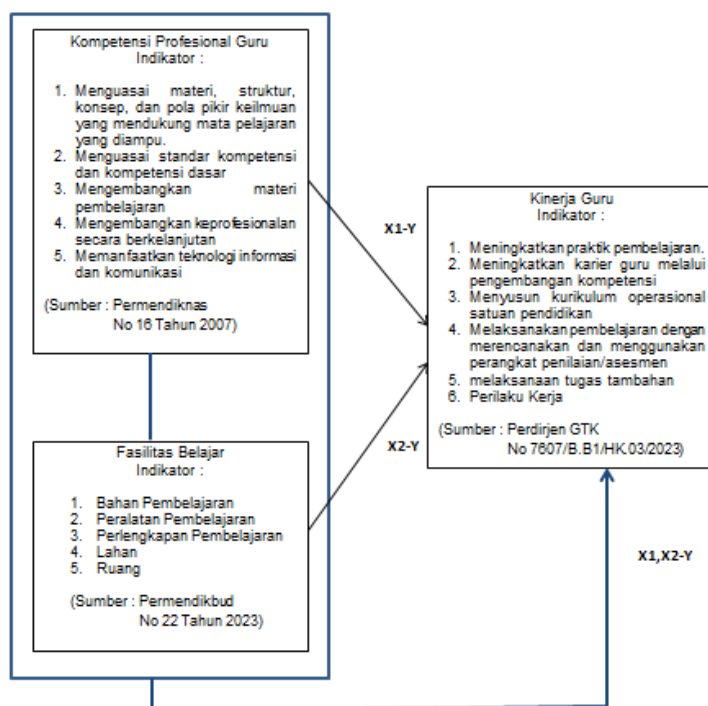 Kompetensi Profesional Guru
Indikator :
1. Menguasai materi, struktur,
konsep, dan pola pikir keilmuan
yang mendukung mata pelajaran
yang diampu.
2. Menguasai standar kompetensi
dan kompetensi dasar
3. Mengembangkan materi
pembelajaran
4. Mengembangkan keprofesionalan
secara berkelanjutan
5. Memanfaatkan teknologi informasi
dan komunikasi
(Sumber : Permendiknas
No 16 Tahun 2007)
X1-Y
Kinerja Guru
Indikator :
1. Meningkatkan praktik pembelajaran.
2. Meningkatkan karier guru melalui
pengembangan kompetensi
3. Menyusun kurikulum operasional
satuan pendidikan
4. Melaksanakan pembelajaran dengan
merencanakan dan menggunakan
perangkat penilaian/asesmen
5. melaksanaan tugas tambahan
6. Perilaku Kerja
(Sumber : Perdirjen GTK
No 7607/B.B1/HK.03/2023)
X2-Y
Fasilitas Belajar
Indikator :
1. Bahan Pembelajaran
2. Peralatan Pembelajaran
3. Perlengkapan Pembelajaran
4. Lahan
5. Ruang
(Sumber : Permendikbud
No 22 Tahun 2023)
X1,X2-Y